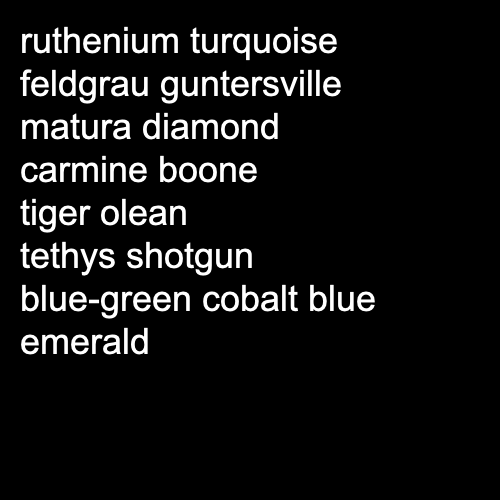 ruthenium turquoise
feldgrau guntersville
matura diamond
carmine boone
tiger olean
tethys shotgun
blue-green cobalt blue
emerald